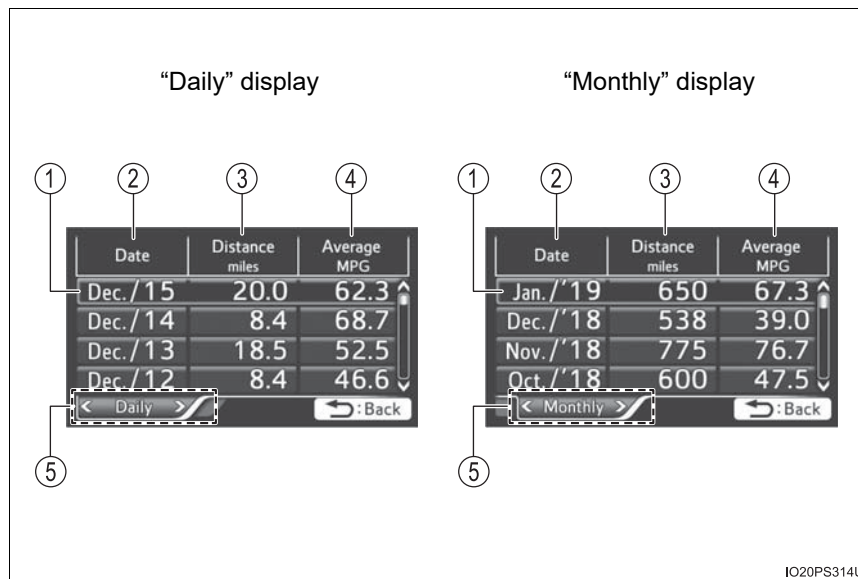 “Daily” display
“Monthly” display
1 2 3 4
Date Distance miles Average MPG
Dec./15 20.0 62.3
Dec./14 8.4 68.7
Dec./13 18.5 52.5
Dec./12 8.4 46.6
Daily :Back
5
1 2 3 4
Date Distance miles Average MPG
Jan./'19 650 67.3
Dec./'18 538 39.0
Nov./'18 775 76.7
Oct./'18 600 47.5
Monthly :Back
5
IO20PS314U